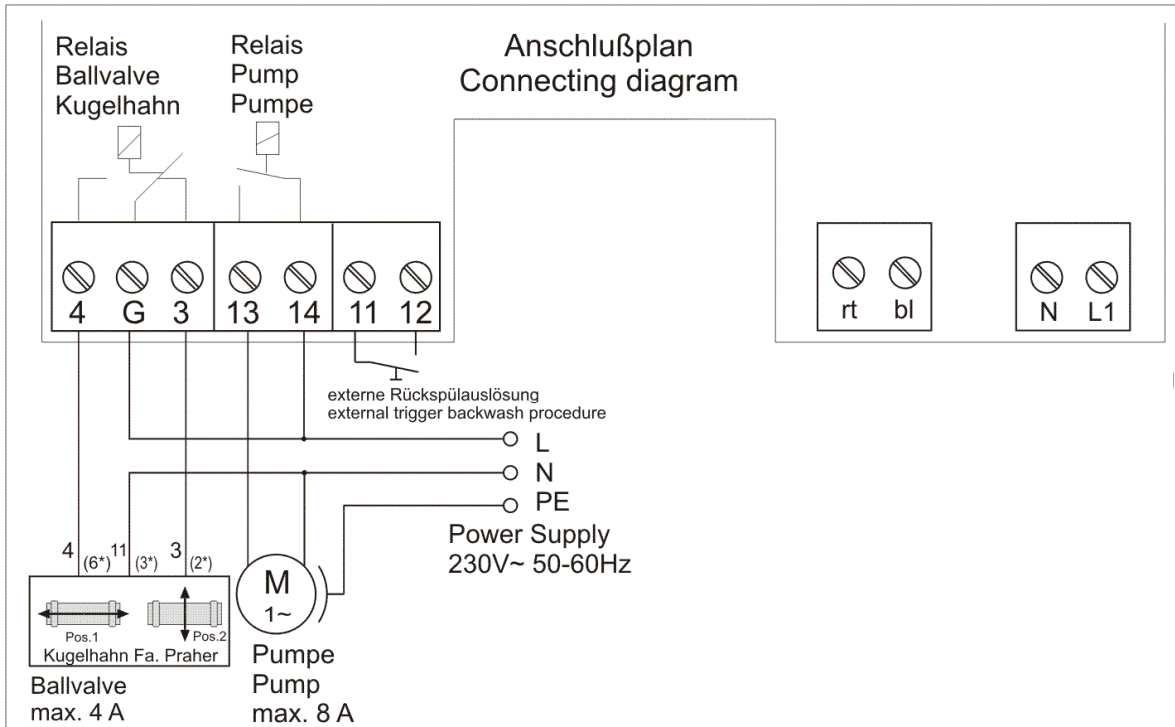 Relais
Ballvalve
Kugelhahn
Relais
Pump
Pumpe
Anschlußplan
Connecting diagram
4 G 3 13 14 11 12
rt bl
N L1
externe Rückspülauslösung
external trigger backwash procedure
L
N
PE
Power Supply
230V~ 50-60Hz
4 (6*) 11 (3*) 3 (2*)
Pos.1 Pos.2
Kugelhahn Fa. Praher
Ballvalve
max. 4 A
M
1~
Pumpe
Pump
max. 8 A